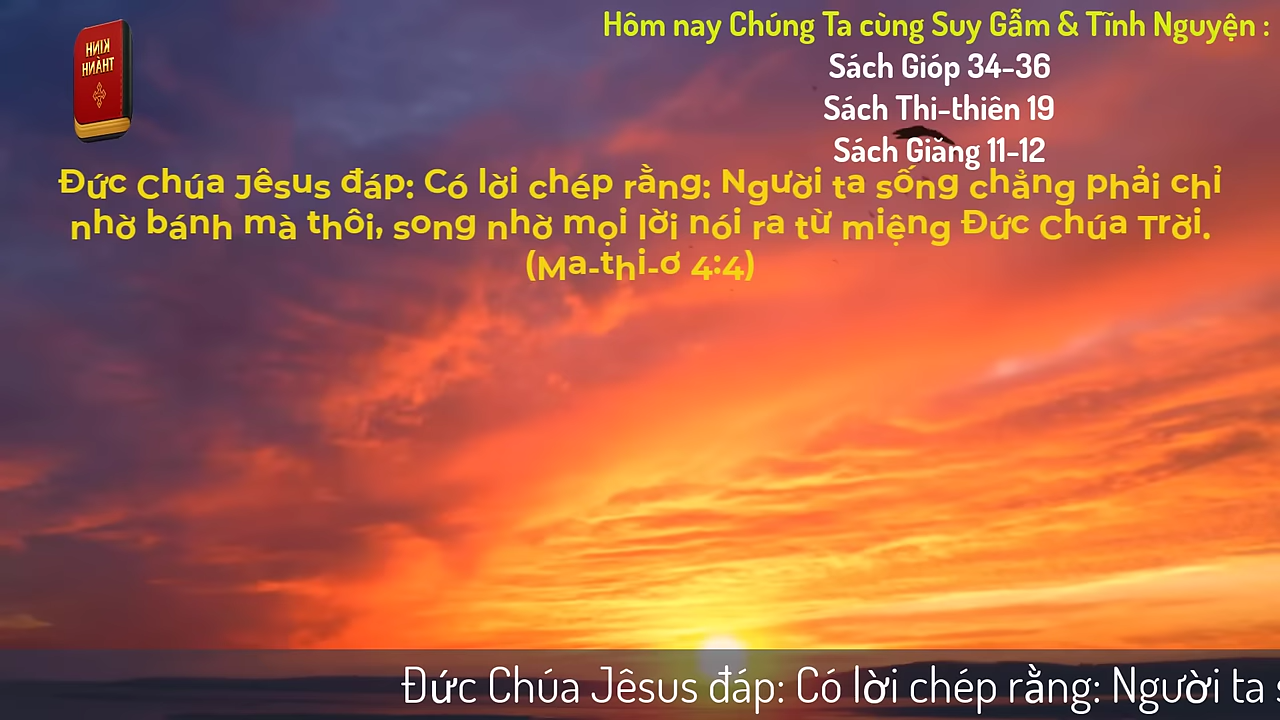 KINH
THÁNH
Hôm nay Chúng Ta cùng Suy Gẫm & Tĩnh Nguyện :
Sách Gióp 34-36
Sách Thi-thiên 19
Sách Giăng 11-12
Đức Chúa Jêsus đáp: Có lời chép rằng: Người ta sống chẳng phải chỉ
nhờ bánh mà thôi, song nhờ mọi lời nói ra từ miệng Đức Chúa Trời.
(Ma-thi-ơ 4:4)
Đức Chúa Jêsus đáp: Có lời chép rằng: Người ta